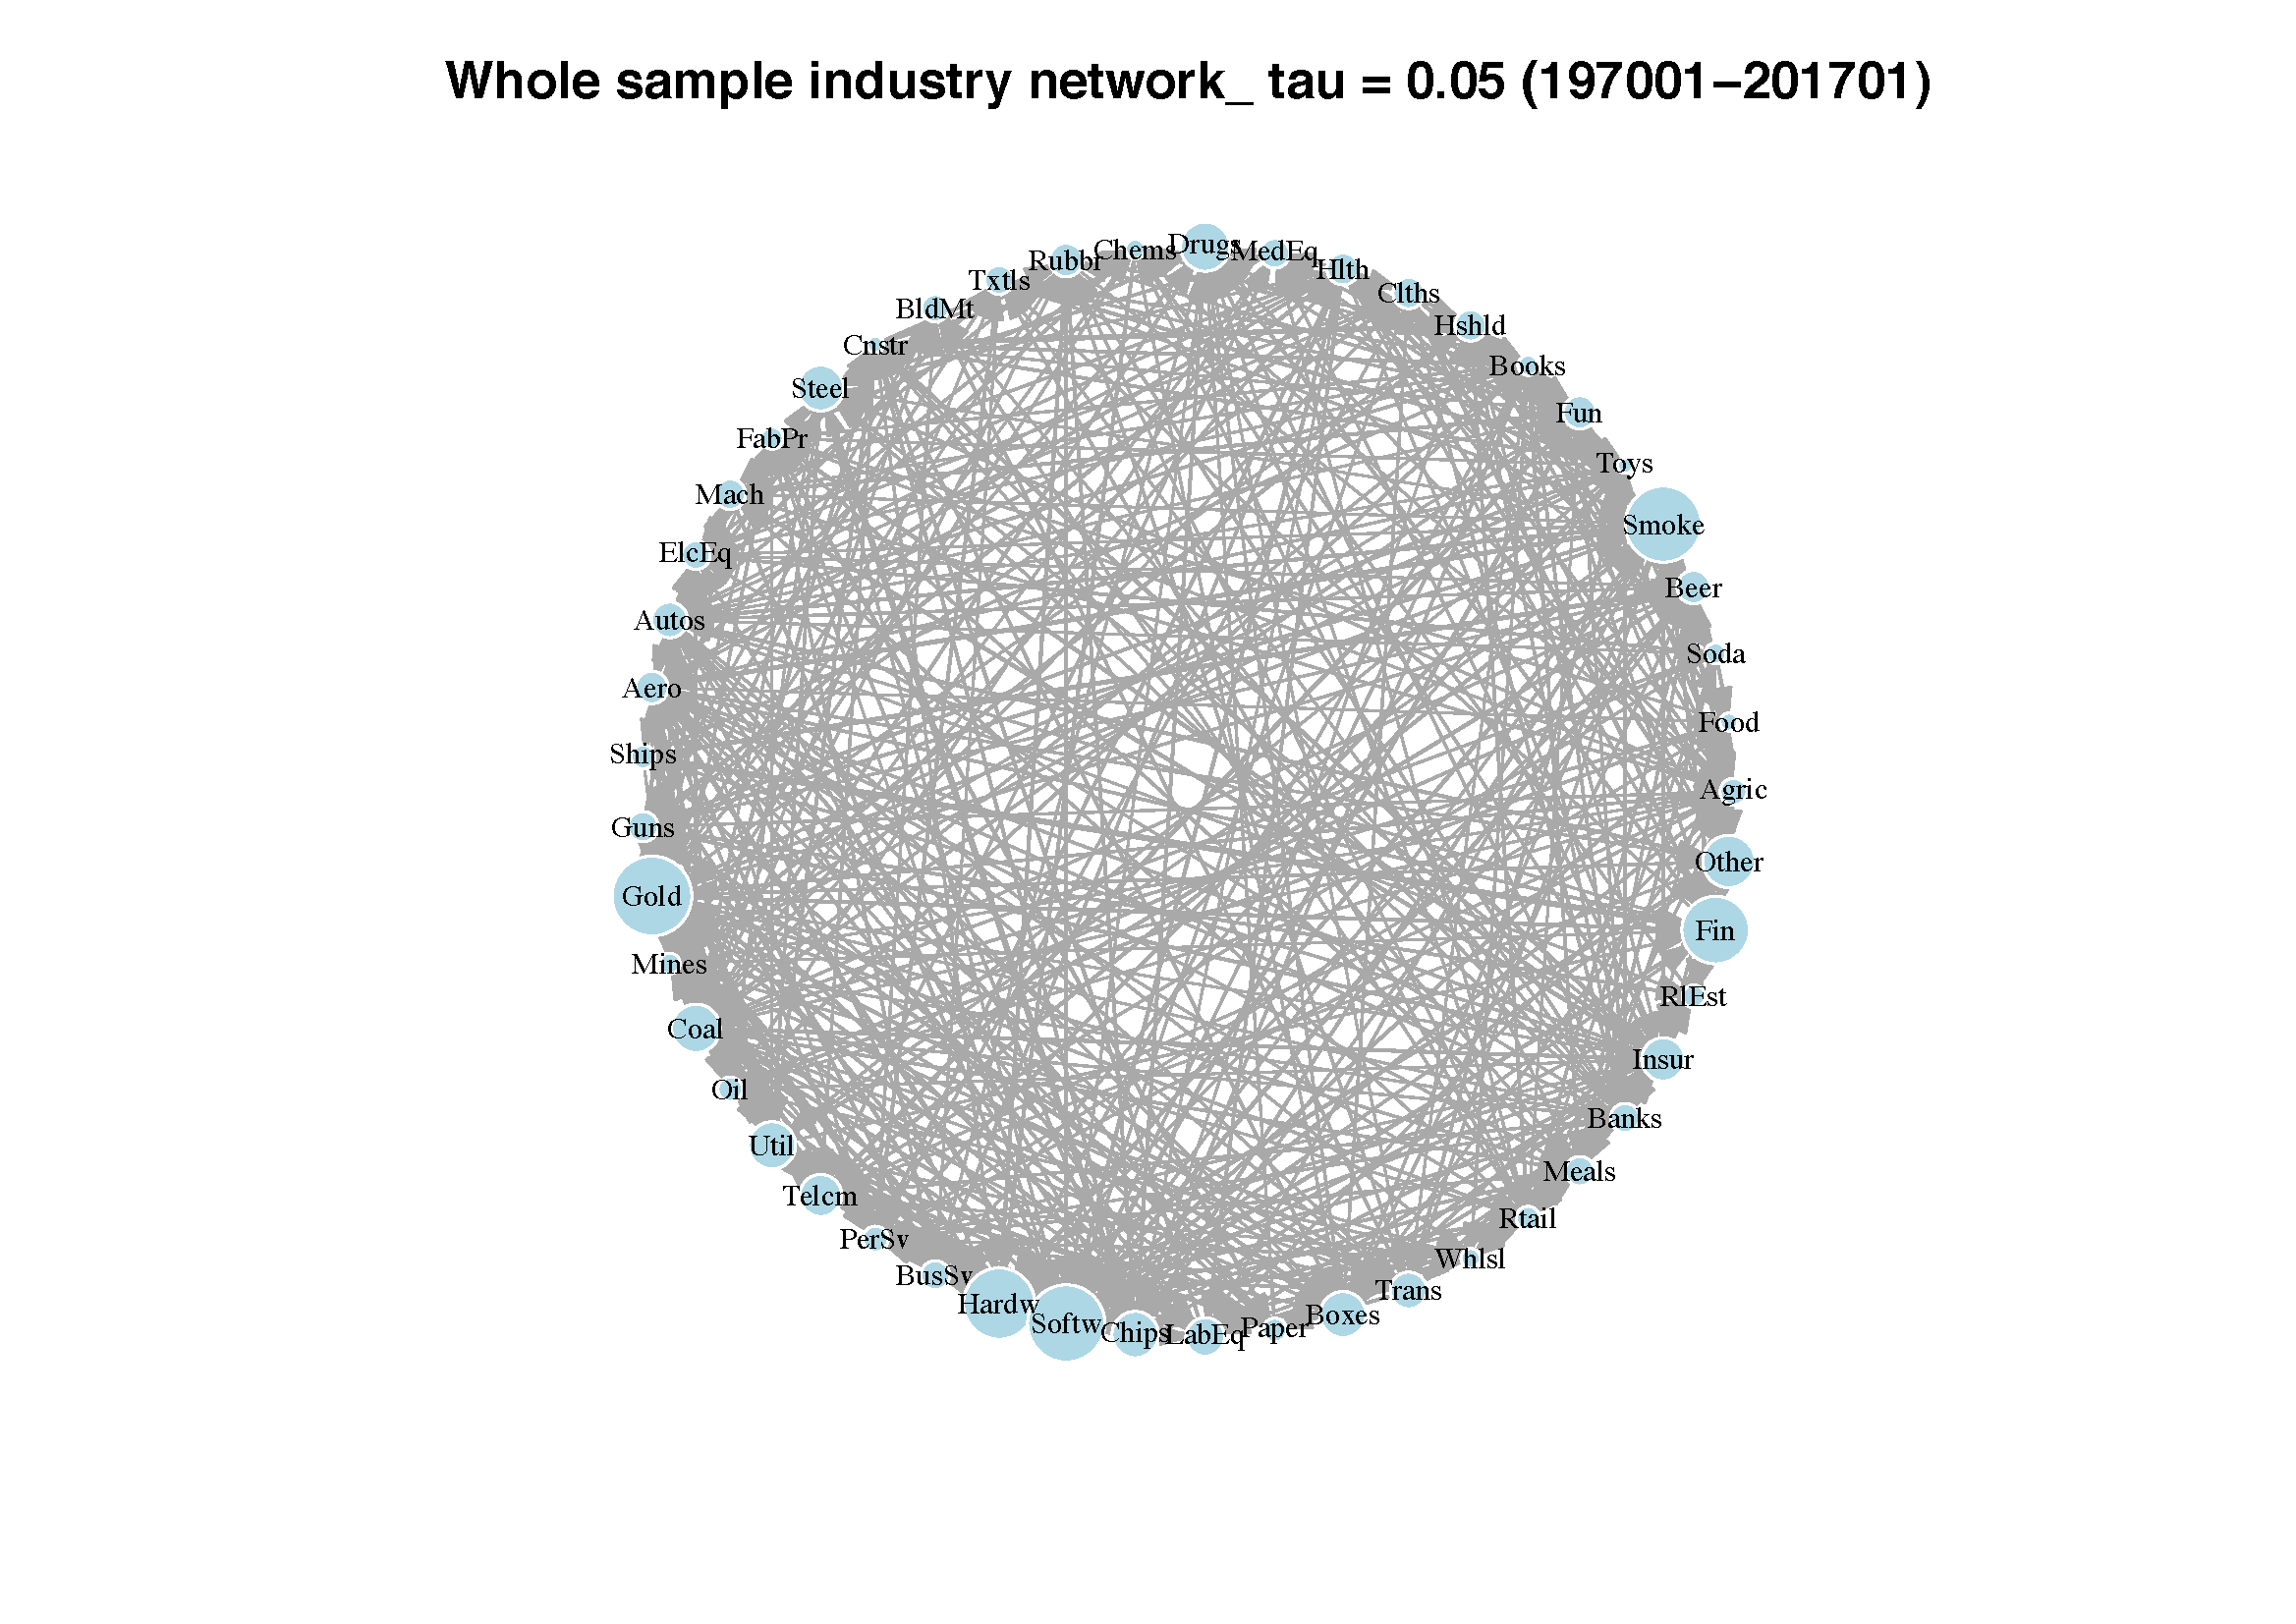 Whole sample industry network_ tau = 0.05 (197001−201701)
Drugs
MedEq
Chems
Rubbr
Hlth
Txtls
Clths
BldMt
Hshld
Cnstr
Books
Steel
Fun
FabPr
Toys
Mach
Smoke
ElcEq
Beer
Autos
Soda
Aero
Food
Ships
Agric
Guns
Other
Gold
Fin
Mines
RlEst
Coal
Insur
Oil
Banks
Util
Meals
Telcm
Rtail
PerSv
Whlsl
BusSv
Trans
Hardw
Boxes
Softw
Paper
Chips
LabEq